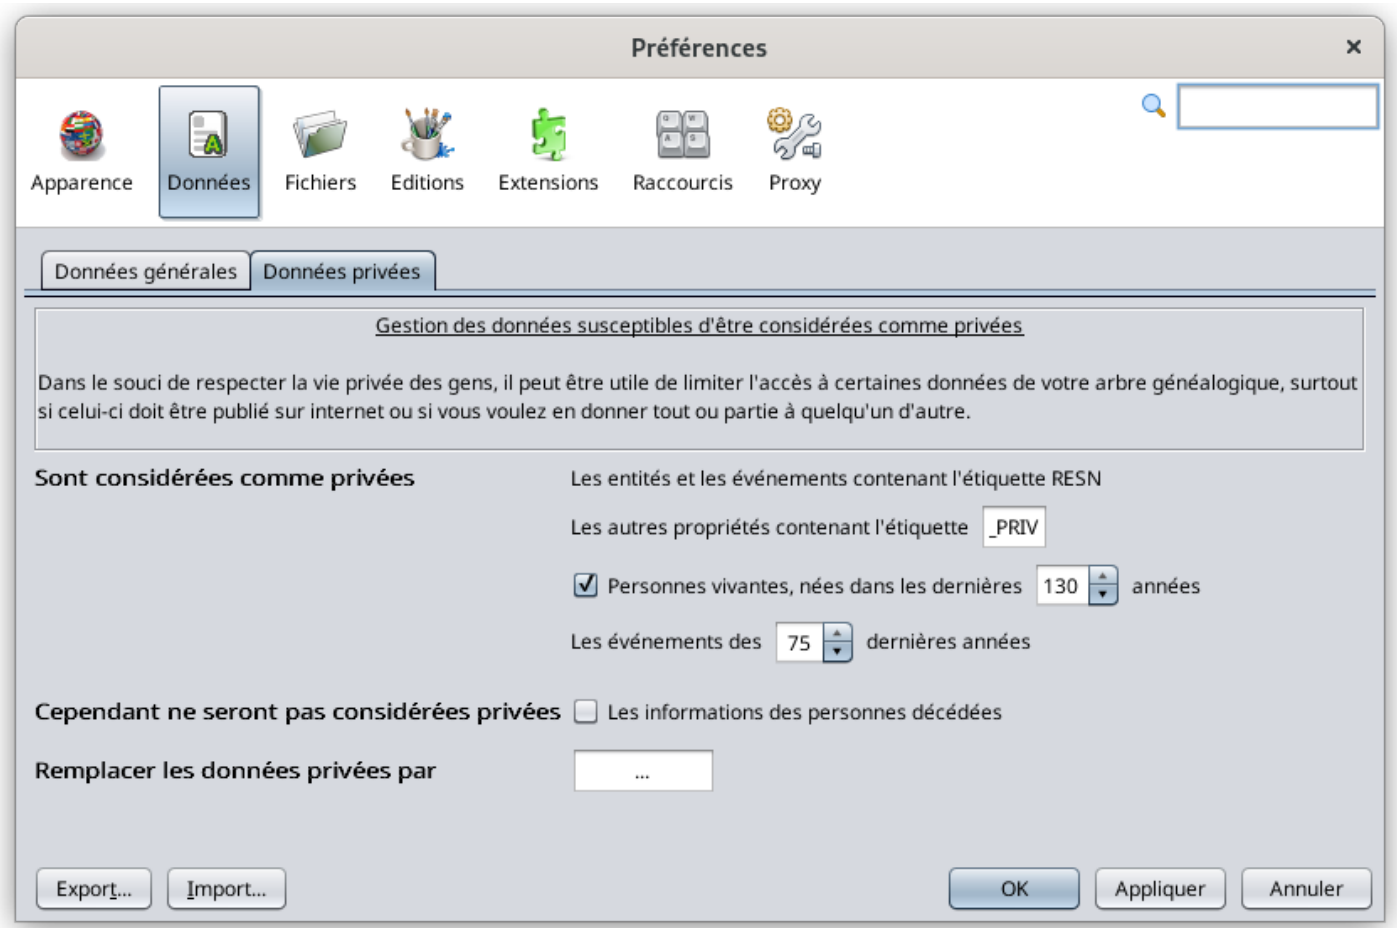 Préférences
Apparence
Données
Fichiers
Editions
Extensions
Raccourcis
Proxy
Données générales
Données privées
Gestion des données susceptibles d'être considérées comme privées
Dans le souci de respecter la vie privée des gens, il peut être utile de limiter l'accès à certaines données de votre arbre généalogique, surtout
si celui-ci doit être publié sur internet ou si vous voulez en donner tout ou partie à quelqu'un d'autre.
Sont considérées comme privées
Les entités et les événements contenant l'étiquette RESN
Les autres propriétés contenant l'étiquette _PRIV
Personnes vivantes, nées dans les dernières 130 années
Les événements des 75 dernières années
Cependant ne seront pas considérées privées
Les informations des personnes décédées
Remplacer les données privées par
...
Export...
Import...
OK
Appliquer
Annuler